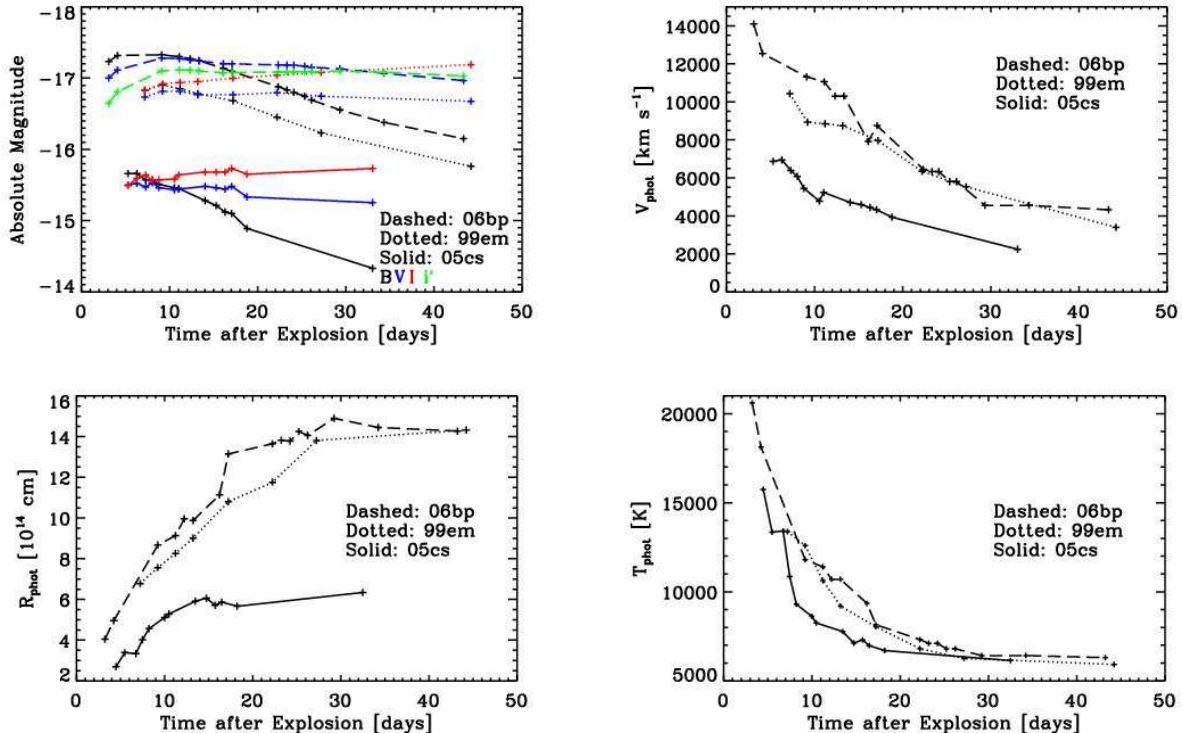 Absolute Magnitude
-18
-17
-16
-15
-14
Dashed: 06bp
Dotted: 99em
Solid: 05cs
B V I i'
0 10 20 30 40 50
Time after Explosion [days]
V_phot [km s⁻¹]
14000
12000
10000
8000
6000
4000
2000
0
Dashed: 06bp
Dotted: 99em
Solid: 05cs
0 10 20 30 40 50
Time after Explosion [days]
R_phot [10¹⁴ cm]
16
14
12
10
8
6
4
2
Dashed: 06bp
Dotted: 99em
Solid: 05cs
0 10 20 30 40 50
Time after Explosion [days]
T_phot [K]
20000
15000
10000
5000
Dashed: 06bp
Dotted: 99em
Solid: 05cs
0 10 20 30 40 50
Time after Explosion [days]